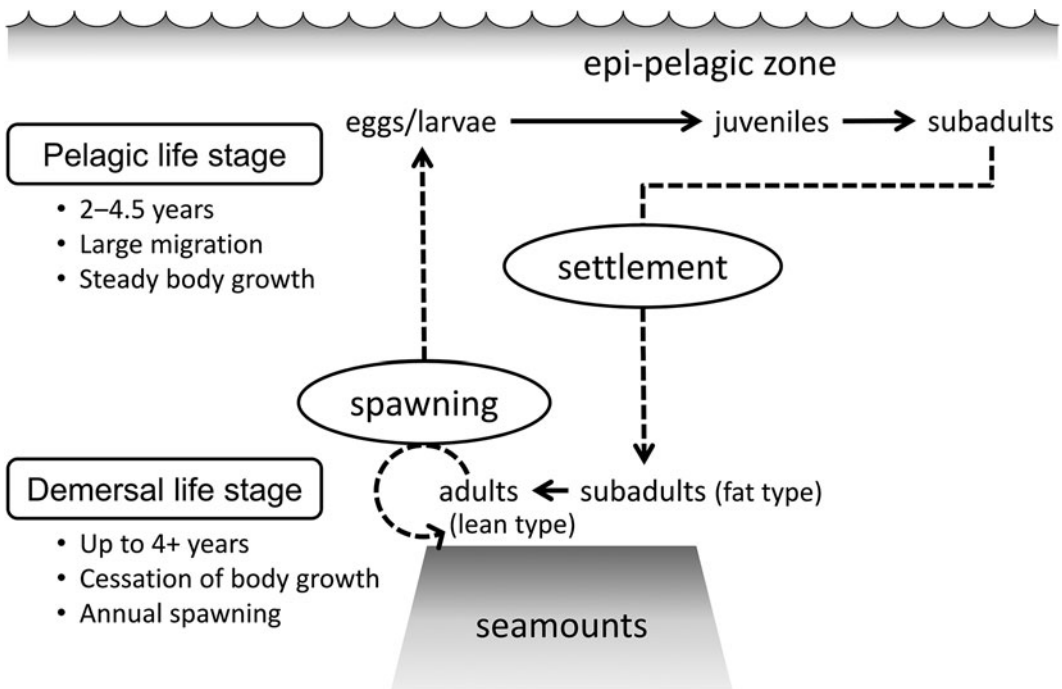 epi-pelagic zone
eggs/larvae
juveniles
subadults
Pelagic life stage
• 2–4.5 years
• Large migration
• Steady body growth
settlement
spawning
Demersal life stage
• Up to 4+ years
• Cessation of body growth
• Annual spawning
adults
(lean type)
subadults (fat type)
seamounts